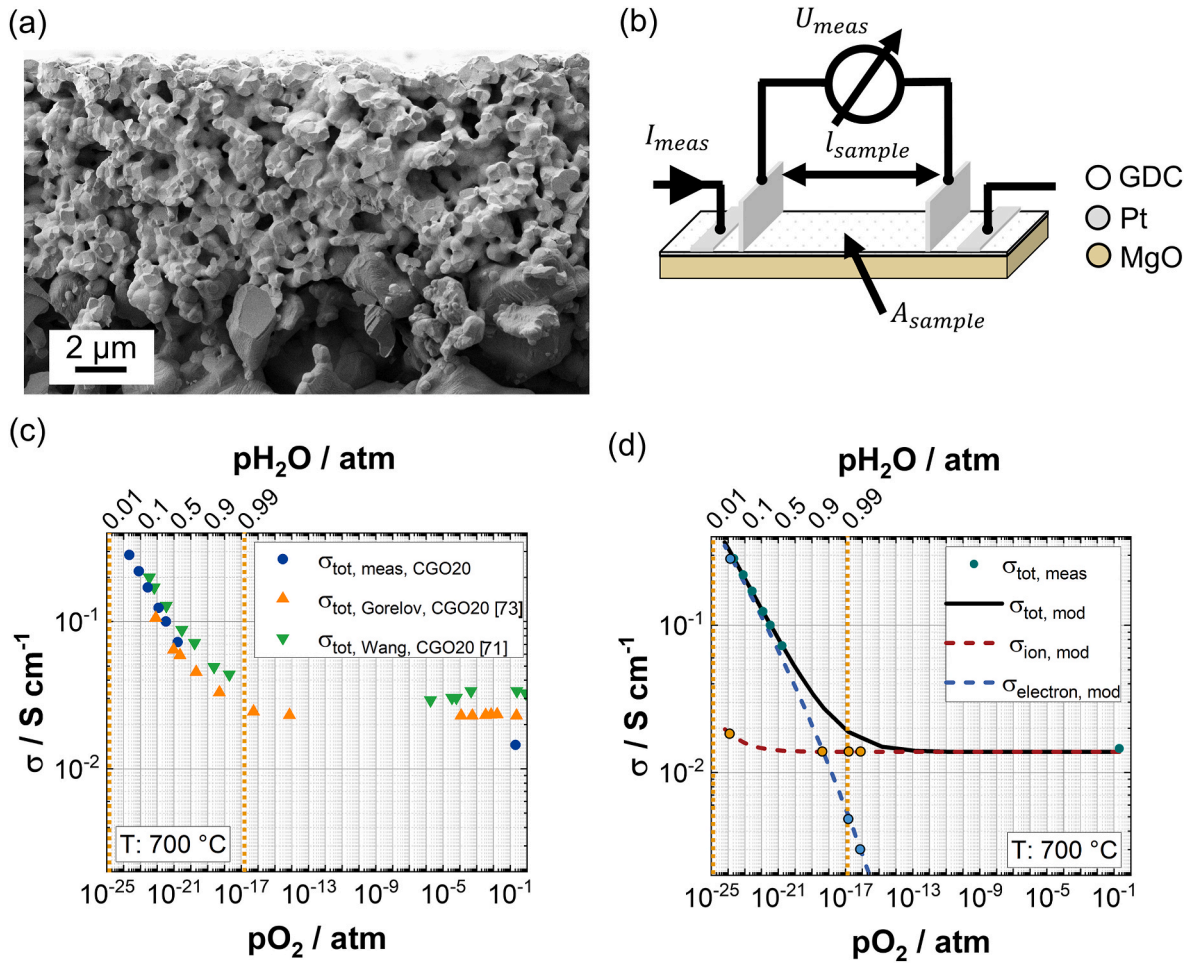 (a)
2 µm
(b)
U_meas
I_meas
l_sample
A_sample
GDC
Pt
MgO
(c)
pH₂O / atm
0.01 0.1 0.5 0.9 0.99
σ / S cm⁻¹
10⁻¹
10⁻²
σ_tot, meas, CGO20
σ_tot, Gorelov, CGO20 [73]
σ_tot, Wang, CGO20 [71]
T: 700 °C
10⁻²⁵ 10⁻²¹ 10⁻¹⁷ 10⁻¹³ 10⁻⁹ 10⁻⁵ 10⁻¹
pO₂ / atm
(d)
pH₂O / atm
0.01 0.1 0.5 0.9 0.99
σ / S cm⁻¹
10⁻¹
10⁻²
σ_tot, meas
σ_tot, mod
σ_ion, mod
σ_electron, mod
T: 700 °C
10⁻²⁵ 10⁻²¹ 10⁻¹⁷ 10⁻¹³ 10⁻⁹ 10⁻⁵ 10⁻¹
pO₂ / atm